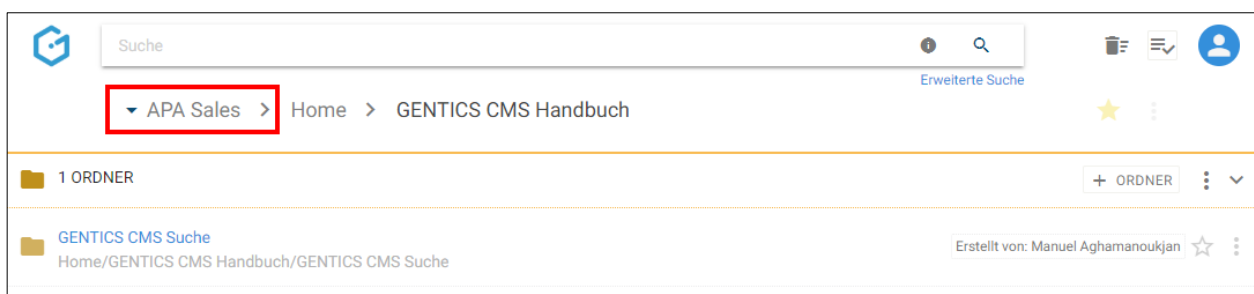 Suche
Erweiterte Suche
APA Sales > Home > GENTICS CMS Handbuch
1 ORDNER
+ ORDNER
GENTICS CMS Suche
Home/GENTICS CMS Handbuch/GENTICS CMS Suche
Erstellt von: Manuel Aghamanoukjan